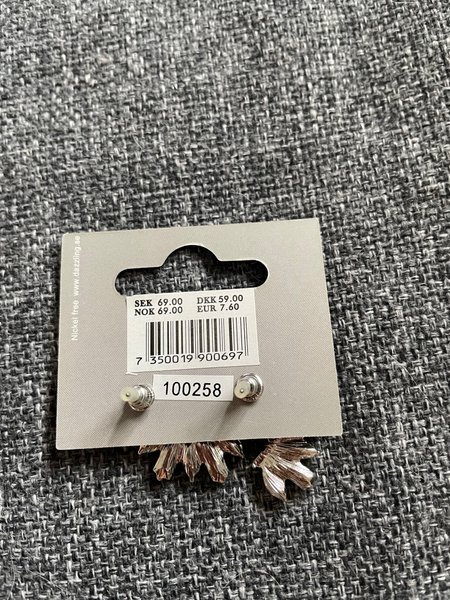 Nickel free www.dazzling.se
SEK 69.00 DKK 59.00
NOK 69.00 EUR 7.60
7 350019 900697
100258